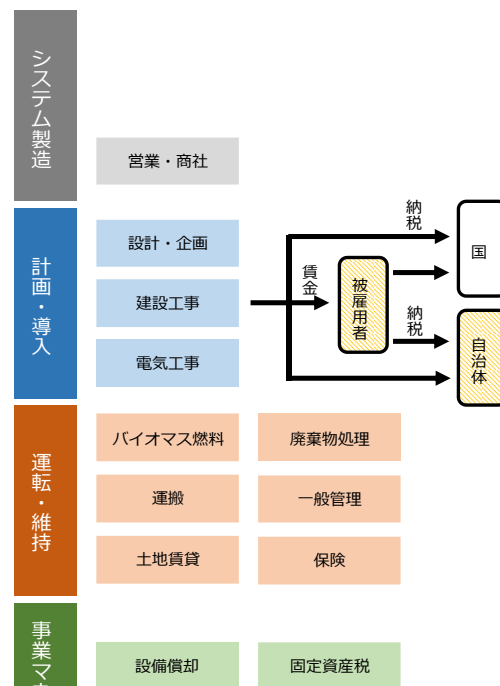 システム製造
営業・商社
計画・導入
設計・企画
建設工事
電気工事
賃金
被雇用者
納税
納税
国
自治体
運転・維持
バイオマス燃料
廃棄物処理
運搬
一般管理
土地賃貸
保険
事業マ
設備償却
固定資産税